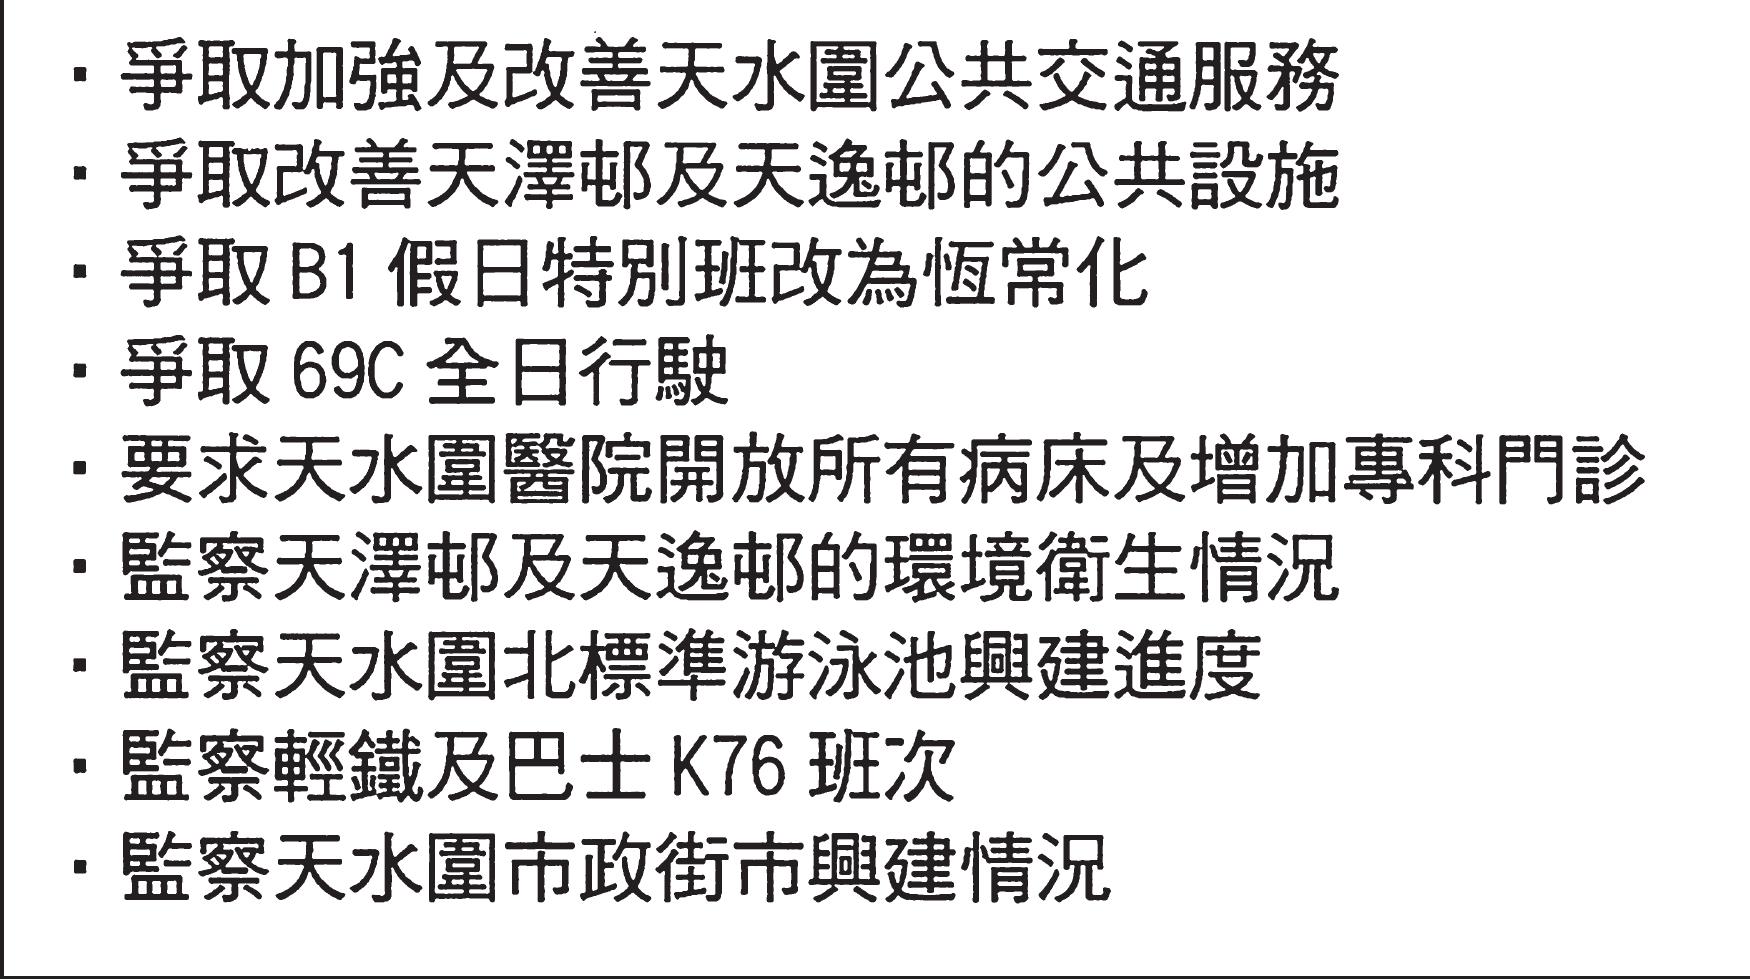 · 爭取加強及改善天水圍公共交通服務
· 爭取改善天澤邨及天逸邨的公共設施
· 爭取 B1 假日特別班改為恆常化
· 爭取 69C 全日行駛
· 要求天水圍醫院開放所有病床及增加專科門診
· 監察天澤邨及天逸邨的環境衛生情況
· 監察天水圍北標準游泳池興建進度
· 監察輕鐵及巴士 K76 班次
· 監察天水圍市政街市興建情況